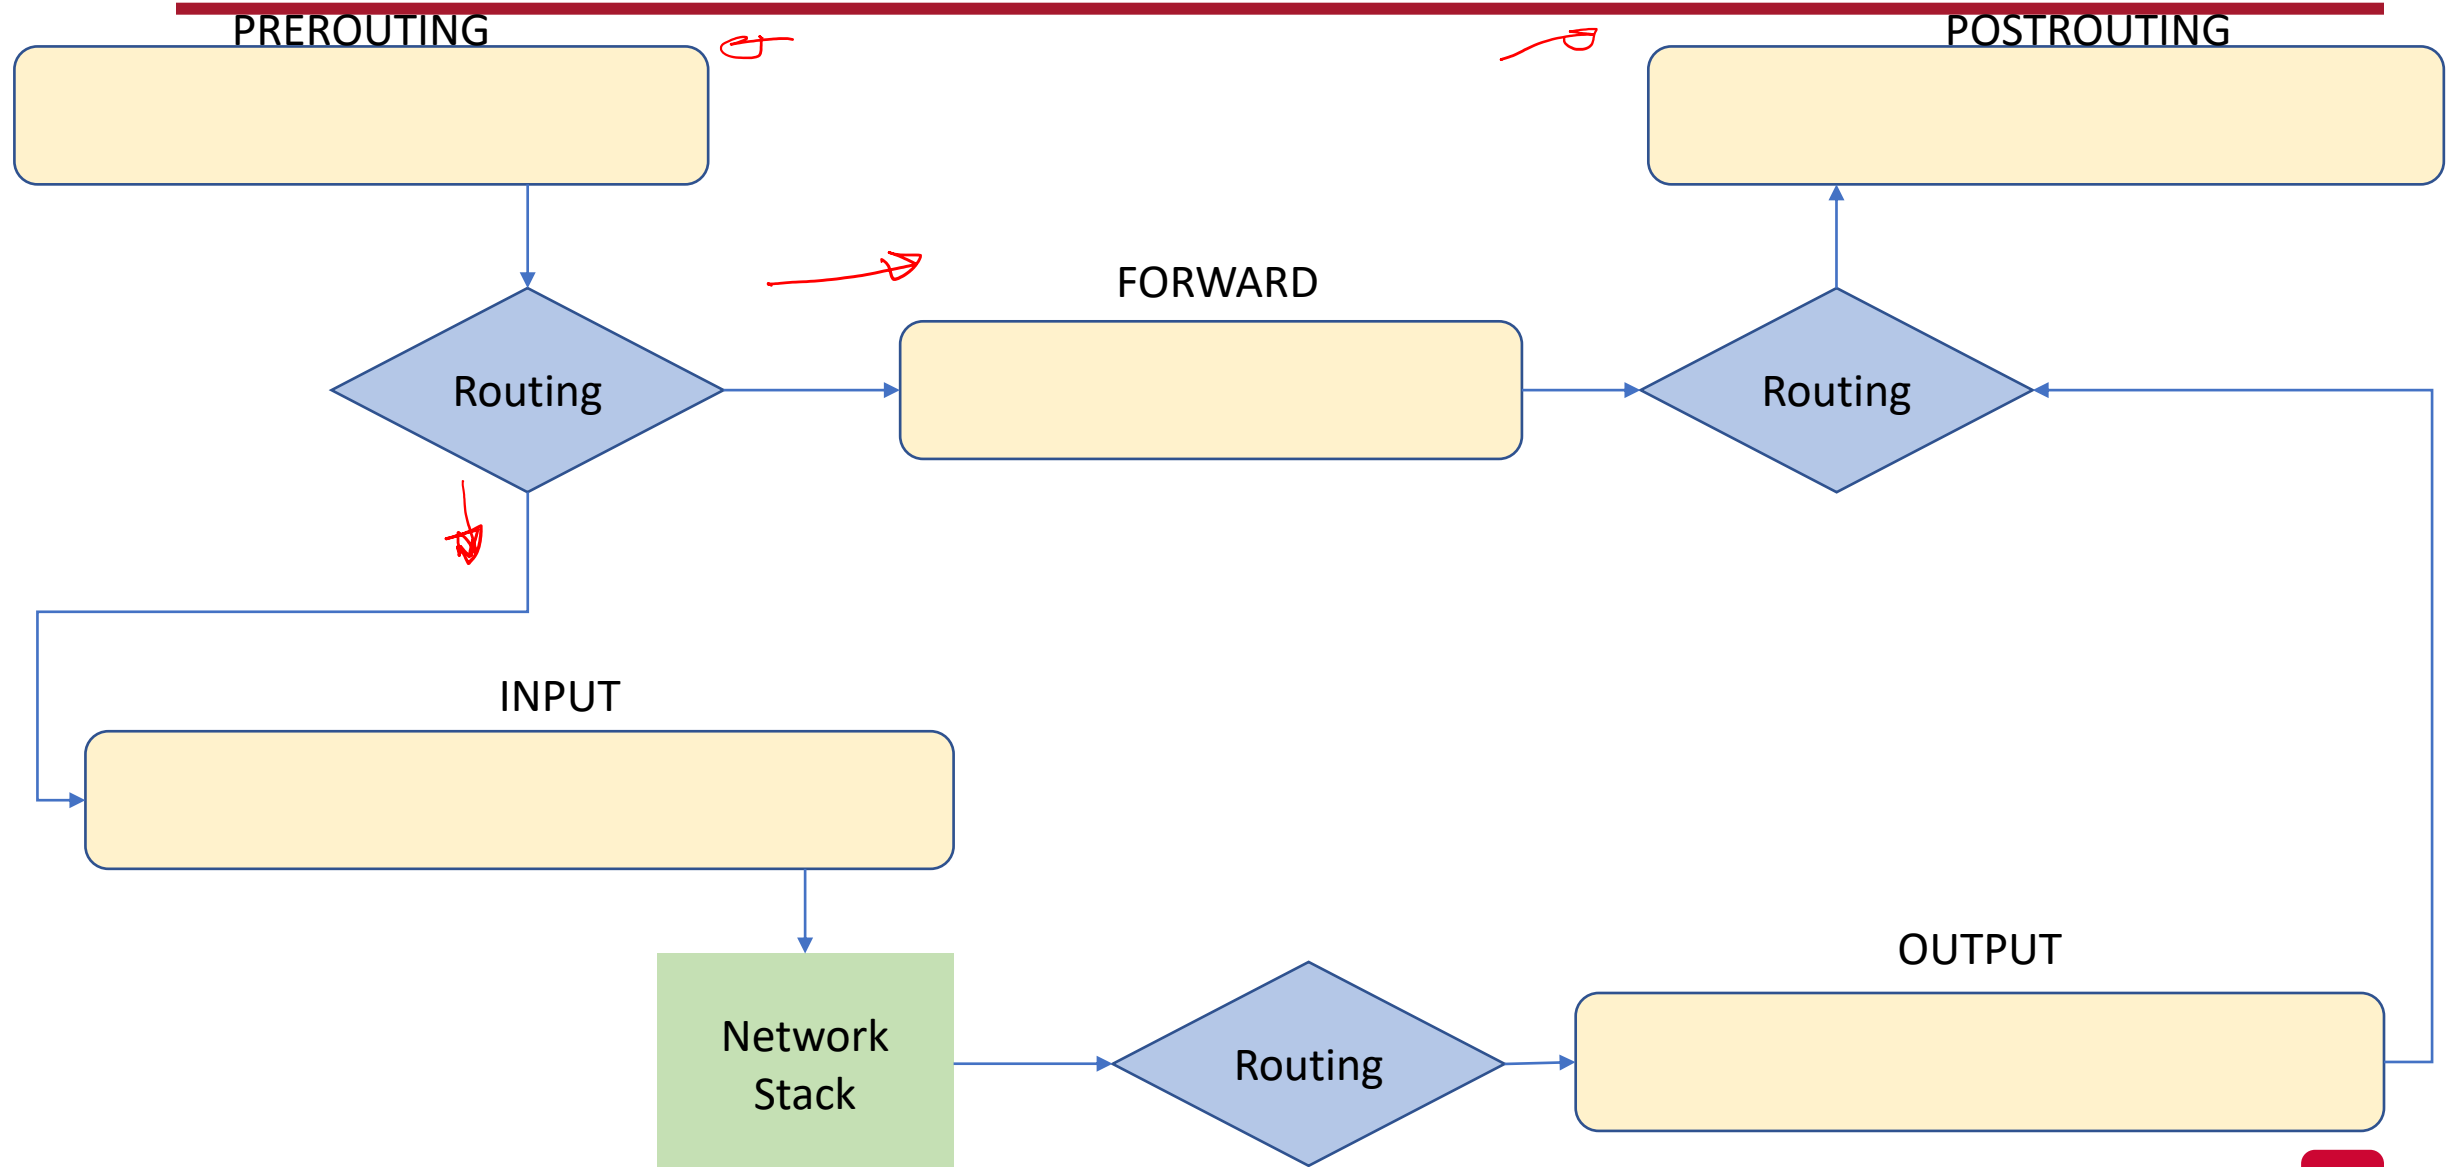 PREROUTING
POSTROUTING
FORWARD
Routing
Routing
INPUT
OUTPUT
Network
Stack
Routing